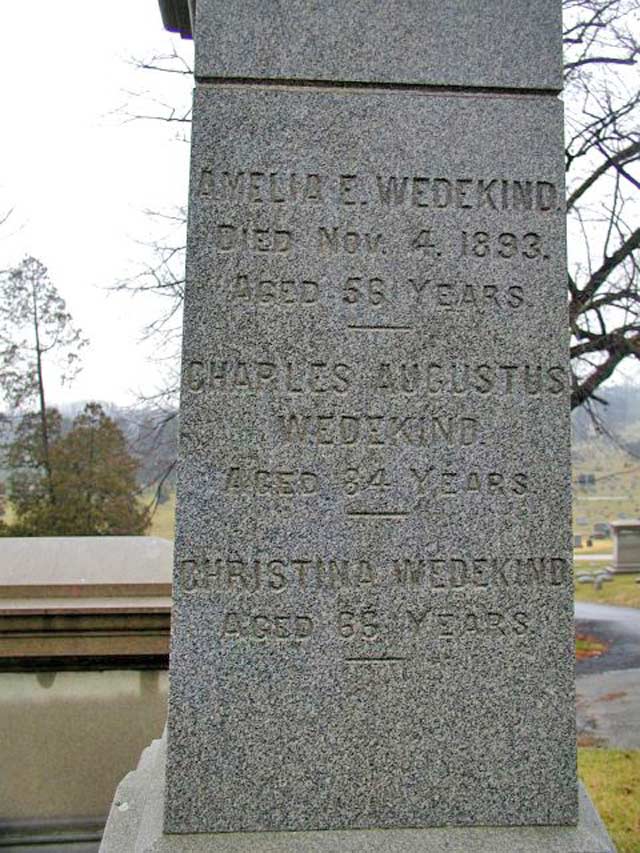 AMELIA E. WEDEKIND.
DIED NOV. 4, 1893.
AGED 56 YEARS.
CHARLES AUGUSTUS
WEDEKIND.
AGED 34 YEARS.
CHRISTINA WEDEKIND
AGED YEARS.